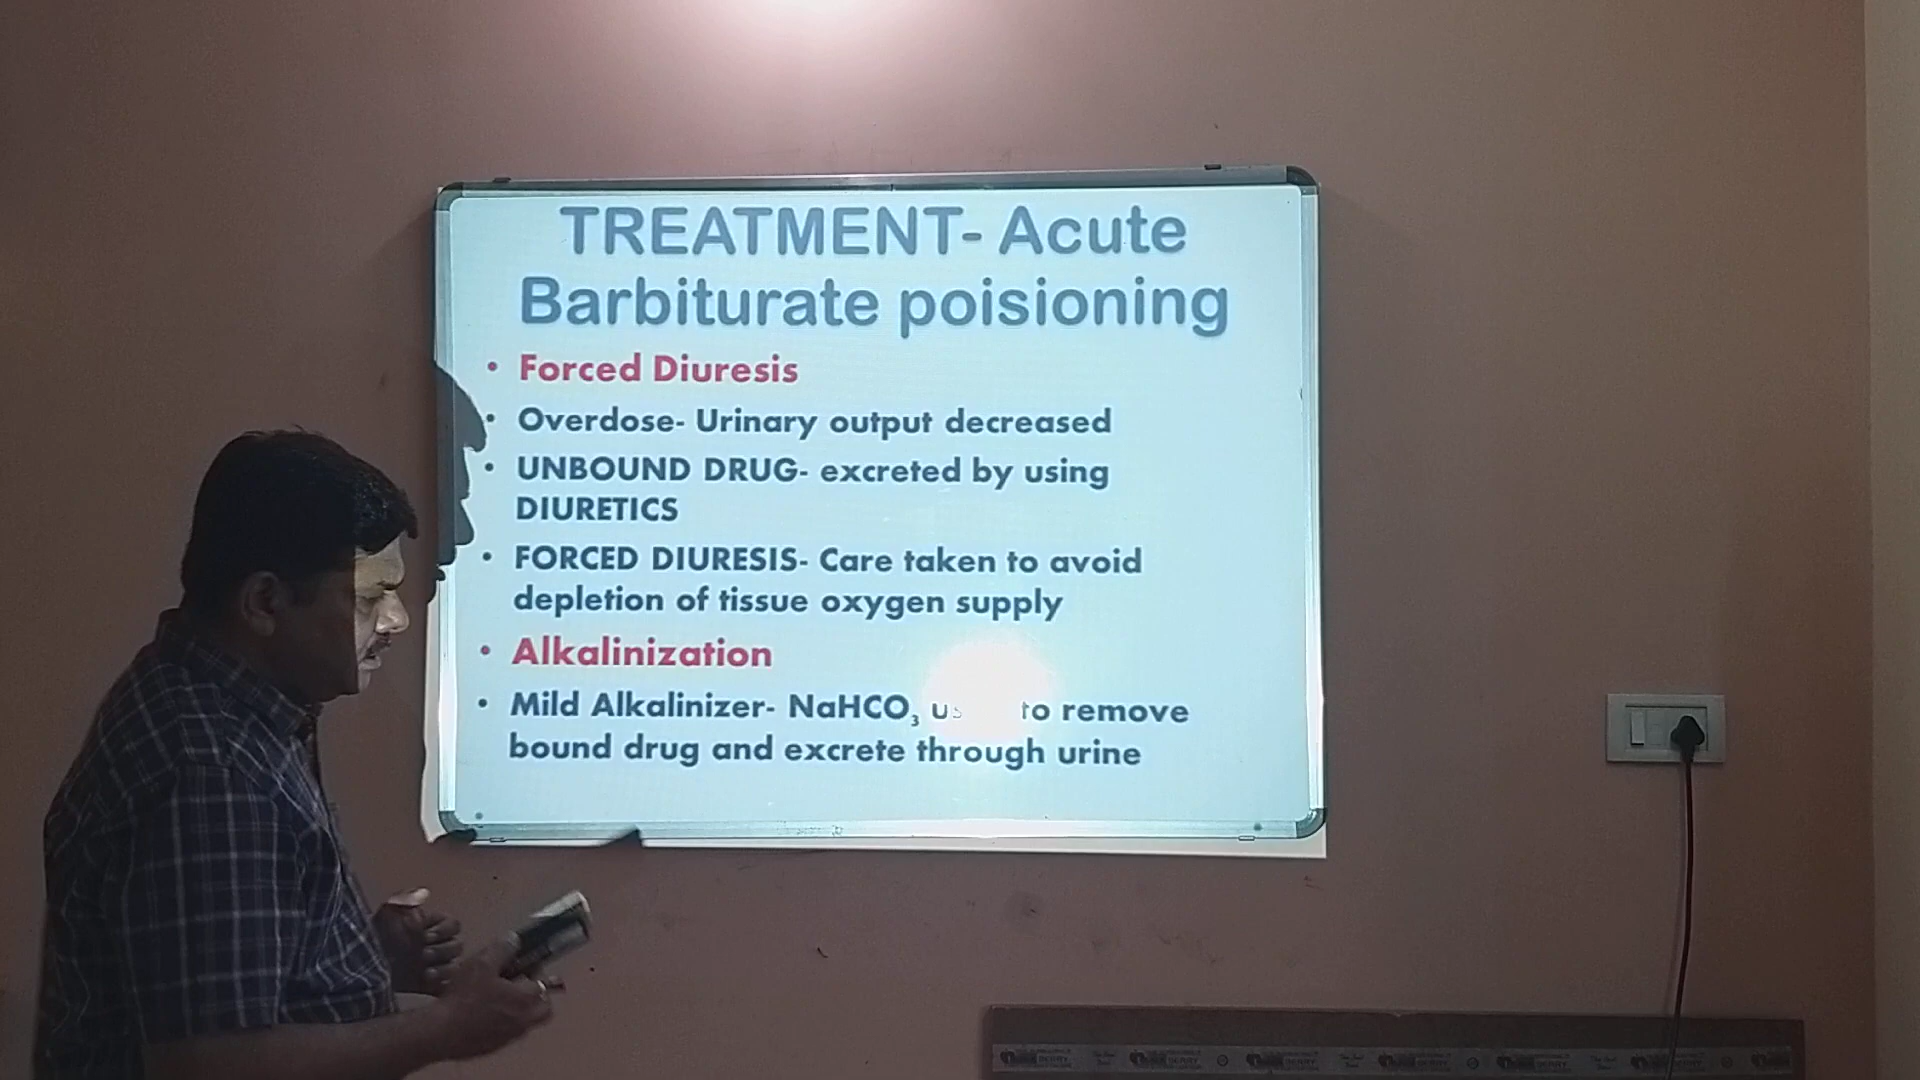 TREATMENT- Acute
Barbiturate poisioning
• Forced Diuresis
• Overdose- Urinary output decreased
• UNBOUND DRUG- excreted by using
DIURETICS
• FORCED DIURESIS- Care taken to avoid
depletion of tissue oxygen supply
• Alkalinization
• Mild Alkalinizer- NaHCO₃ to remove
bound drug and excrete through urine